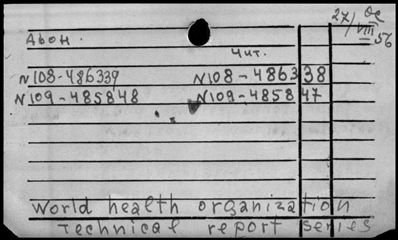 27/VIII 56
Абон.
Чит.
N108-486339 N108-486338
N109-485848 N109-485847
World health organization
Technical report series